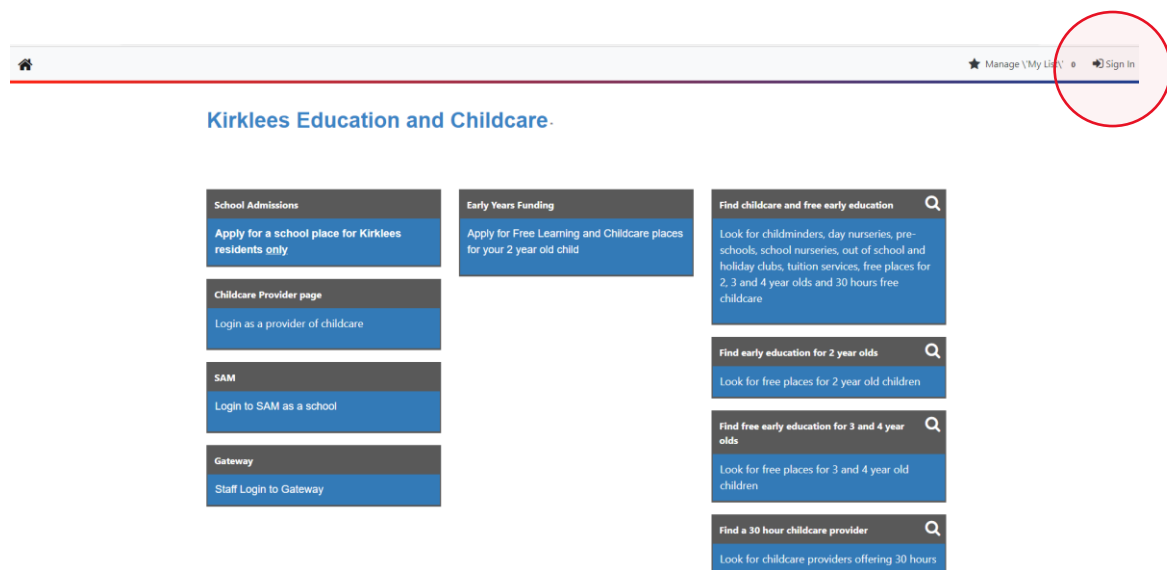 Manage \'My List\' 0 Sign In
Kirklees Education and Childcare.
School Admissions
Apply for a school place for Kirklees
residents only
Childcare Provider page
Login as a provider of childcare
SAM
Login to SAM as a school
Gateway
Staff Login to Gateway
Early Years Funding
Apply for Free Learning and Childcare places
for your 2 year old child
Find childcare and free early education
Look for childminders, day nurseries, pre-
schools, school nurseries, out of school and
holiday clubs, tuition services, free places for
2, 3 and 4 year olds and 30 hours free
childcare
Find early education for 2 year olds
Look for free places for 2 year old children
Find free early education for 3 and 4 year
olds
Look for free places for 3 and 4 year old
children
Find a 30 hour childcare provider
Look for childcare providers offering 30 hours